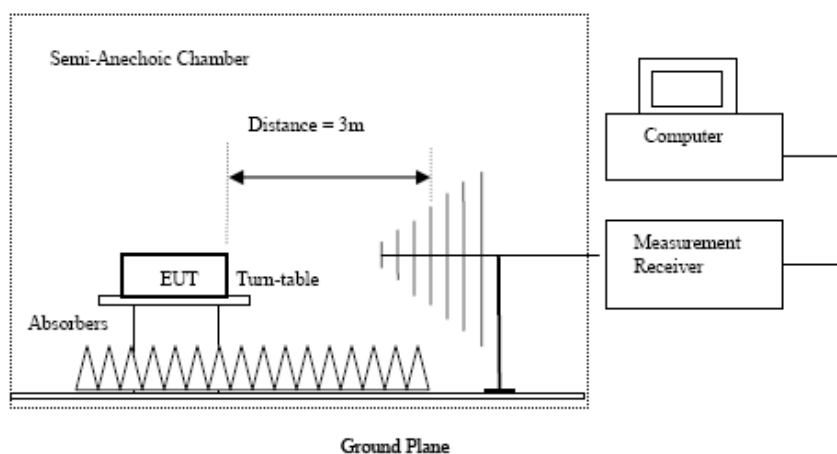 Semi-Anechoic Chamber
Distance = 3m
Computer
Measurement
Receiver
EUT
Turn-table
Absorbers
Ground Plane